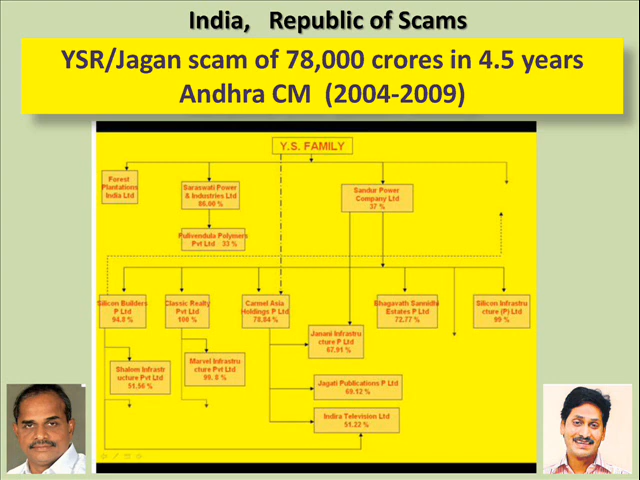 India, Republic of Scams
YSR/Jagan scam of 78,000 crores in 4.5 years
Andhra CM (2004-2009)
Y.S. FAMILY
Forest
Plantations
India Ltd
Saraswati Power
& Industries Ltd
86.00 %
Sandur Power
Company Ltd
37 %
Pulivendula Polymers
Pvt Ltd 33 %
Silicon Builders
P Ltd
94.8 %
Classic Realty
Pvt Ltd
100 %
Carmel Asia
Holdings P Ltd
78.84 %
Bhagavath Sannidhi
Estates P Ltd
72.77 %
Silicon Infrastru
cture (P) Ltd
99 %
Janani Infrastru
cture P Ltd
67.91 %
Shalom Infrastr
ucture Pvt Ltd
51.56 %
Marvel Infrastru
cture Pvt Ltd
99. 8 %
Jagati Publications P Ltd
69.12 %
Indira Television Ltd
51.22 %